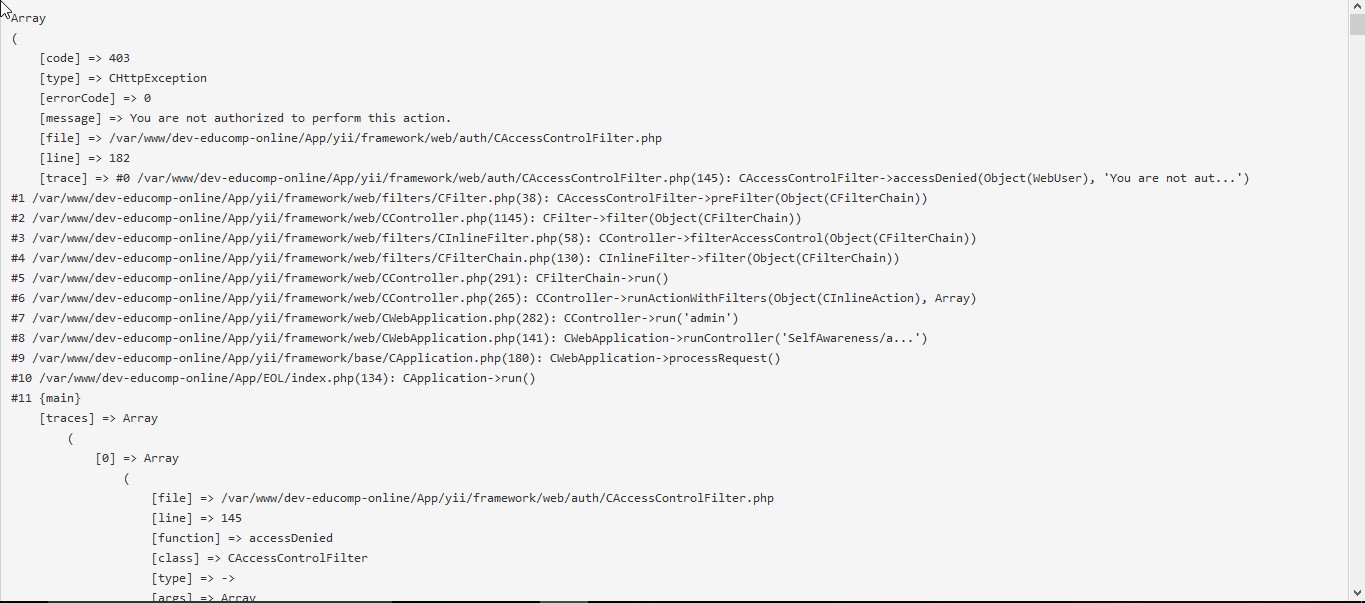 Array
(
[code] => 403
[type] => CHttpException
[errorCode] => 0
[message] => You are not authorized to perform this action.
[file] => /var/www/dev-educomp-online/App/yii/framework/web/auth/CAccessControlFilter.php
[line] => 182
[trace] => #0 /var/www/dev-educomp-online/App/yii/framework/web/auth/CAccessControlFilter.php(145): CAccessControlFilter->accessDenied(Object(WebUser), 'You are not aut...')
#1 /var/www/dev-educomp-online/App/yii/framework/web/filters/CFilter.php(38): CAccessControlFilter->preFilter(Object(CFilterChain))
#2 /var/www/dev-educomp-online/App/yii/framework/web/CController.php(1145): CFilter->filter(Object(CFilterChain))
#3 /var/www/dev-educomp-online/App/yii/framework/web/filters/CInlineFilter.php(58): CController->filterAccessControl(Object(CFilterChain))
#4 /var/www/dev-educomp-online/App/yii/framework/web/filters/CFilterChain.php(130): CInlineFilter->filter(Object(CFilterChain))
#5 /var/www/dev-educomp-online/App/yii/framework/web/CController.php(291): CFilterChain->run()
#6 /var/www/dev-educomp-online/App/yii/framework/web/CController.php(265): CController->runActionWithFilters(Object(CInlineAction), Array)
#7 /var/www/dev-educomp-online/App/yii/framework/web/CWebApplication.php(282): CController->run('admin')
#8 /var/www/dev-educomp-online/App/yii/framework/web/CWebApplication.php(141): CWebApplication->runController('SelfAwareness/a...')
#9 /var/www/dev-educomp-online/App/yii/framework/base/CApplication.php(180): CWebApplication->processRequest()
#10 /var/www/dev-educomp-online/App/EOL/index.php(134): CApplication->run()
#11 {main}
[traces] => Array
(
[0] => Array
(
[file] => /var/www/dev-educomp-online/App/yii/framework/web/auth/CAccessControlFilter.php
[line] => 145
[function] => accessDenied
[class] => CAccessControlFilter
[type] => ->
[args] => Array